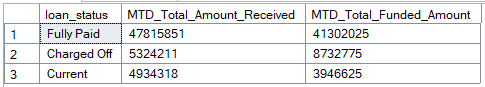 loan_status MTD_Total_Amount_Received MTD_Total_Funded_Amount
1 Fully Paid 47815851 41302025
2 Charged Off 5324211 8732775
3 Current 4934318 3946625